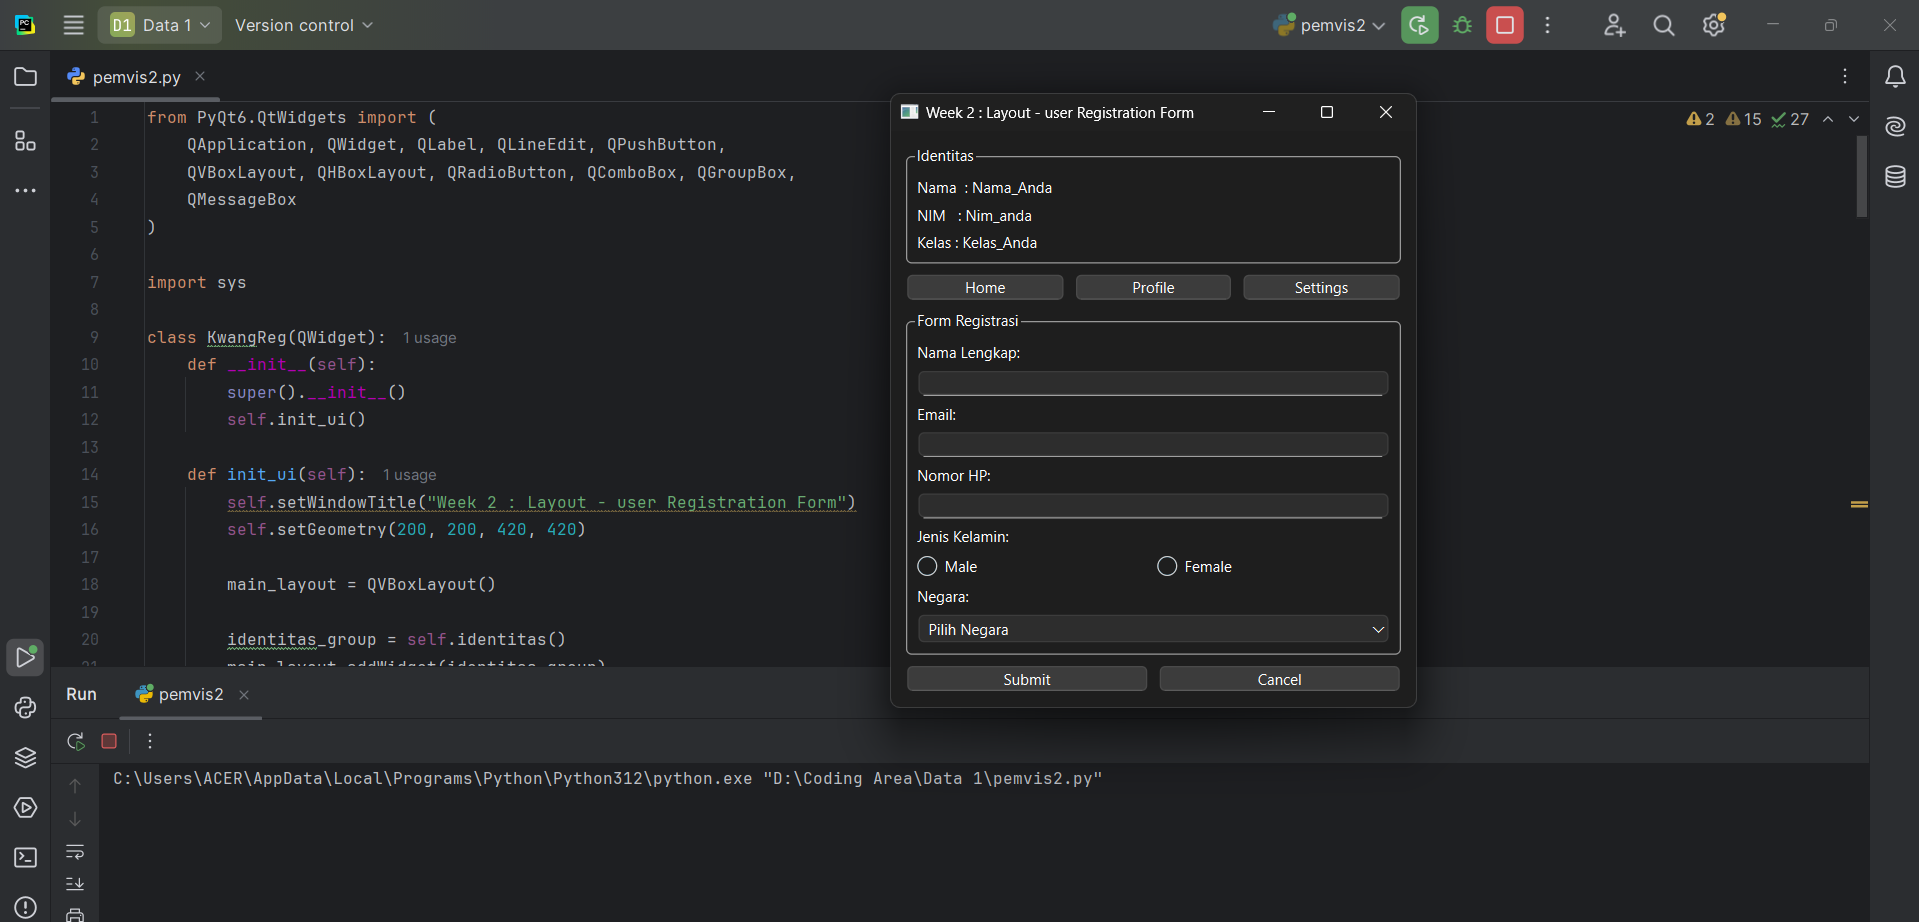 D1 Data 1
Version control
pemvis2
pemvis2.py
1 from PyQt6.QtWidgets import (
2 QApplication, QWidget, QLabel, QLineEdit, QPushButton,
3 QVBoxLayout, QHBoxLayout, QRadioButton, QComboBox, QGroupBox,
4 QMessageBox
5 )
6
7 import sys
8
9 class KwangReg(QWidget): 1 usage
10 def __init__(self):
11 super().__init__()
12 self.init_ui()
13
14 def init_ui(self): 1 usage
15 self.setWindowTitle("Week 2 : Layout - user Registration Form")
16 self.setGeometry(200, 200, 420, 420)
17
18 main_layout = QVBoxLayout()
19
20 identitas_group = self.identitas()
21 main_layout.addWidget(identitas_group)
2 15 27
Week 2 : Layout - user Registration Form
Identitas
Nama : Nama_Anda
NIM : Nim_anda
Kelas : Kelas_Anda
Home Profile Settings
Form Registrasi
Nama Lengkap:
Email:
Nomor HP:
Jenis Kelamin:
Male Female
Negara:
Pilih Negara
Submit Cancel
Run pemvis2
C:\Users\ACER\AppData\Local\Programs\Python\Python312\python.exe "D:\Coding Area\Data 1\pemvis2.py"